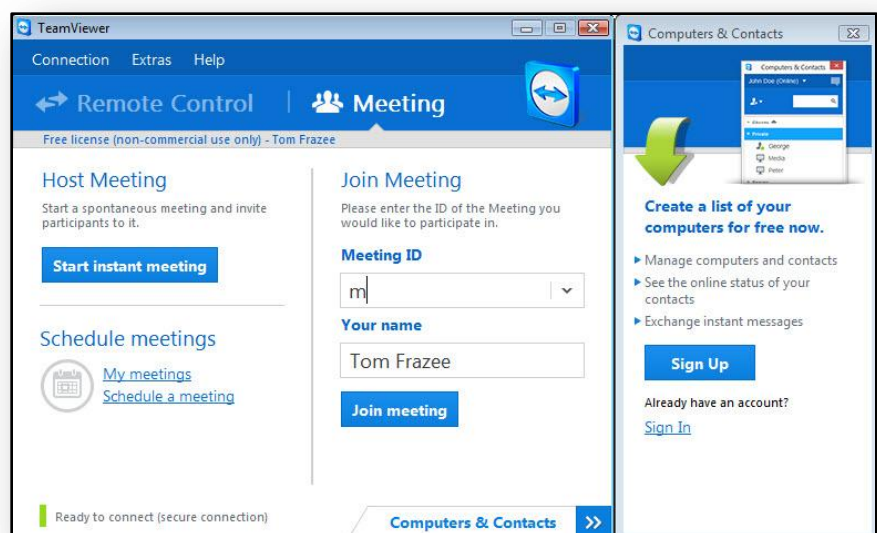 TeamViewer
Connection Extras Help
Remote Control
Meeting
Free license (non-commercial use only) - Tom Frazee
Host Meeting
Start a spontaneous meeting and invite
participants to it.
Start instant meeting
Schedule meetings
My meetings
Schedule a meeting
Join Meeting
Please enter the ID of the Meeting you
would like to participate in.
Meeting ID
m
Your name
Tom Frazee
Join meeting
Ready to connect (secure connection)
Computers & Contacts
Computers & Contacts
Computers & Contacts
John Doe (Online)
Private
George
Media
Peter
Create a list of your
computers for free now.
Manage computers and contacts
See the online status of your
contacts
Exchange instant messages
Sign Up
Already have an account?
Sign In